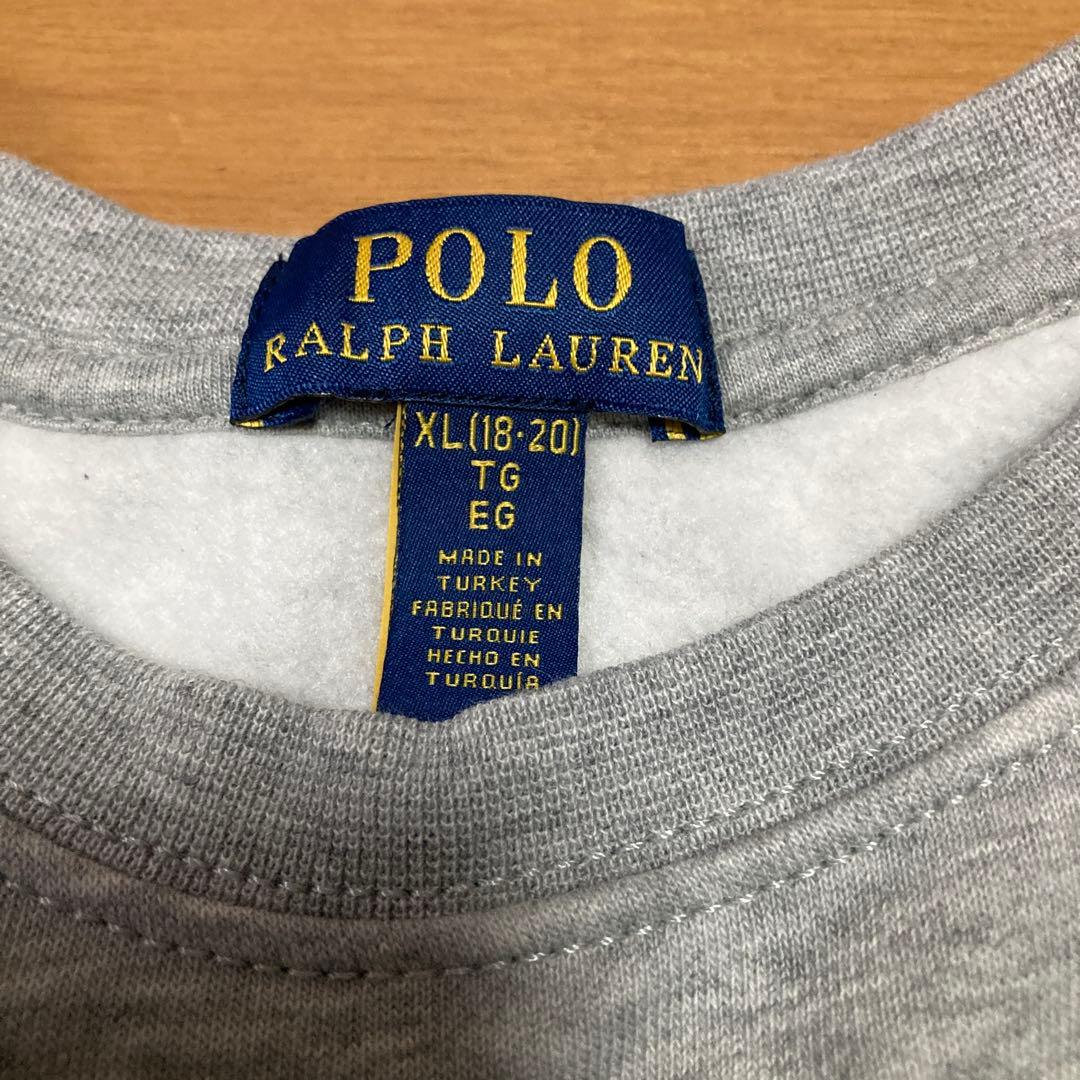 POLO
RALPH LAUREN
XL(18·20)
TG
EG
MADE IN
TURKEY
FABRIQUÉ EN
TURQUIE
HECHO EN
TURQUÍA